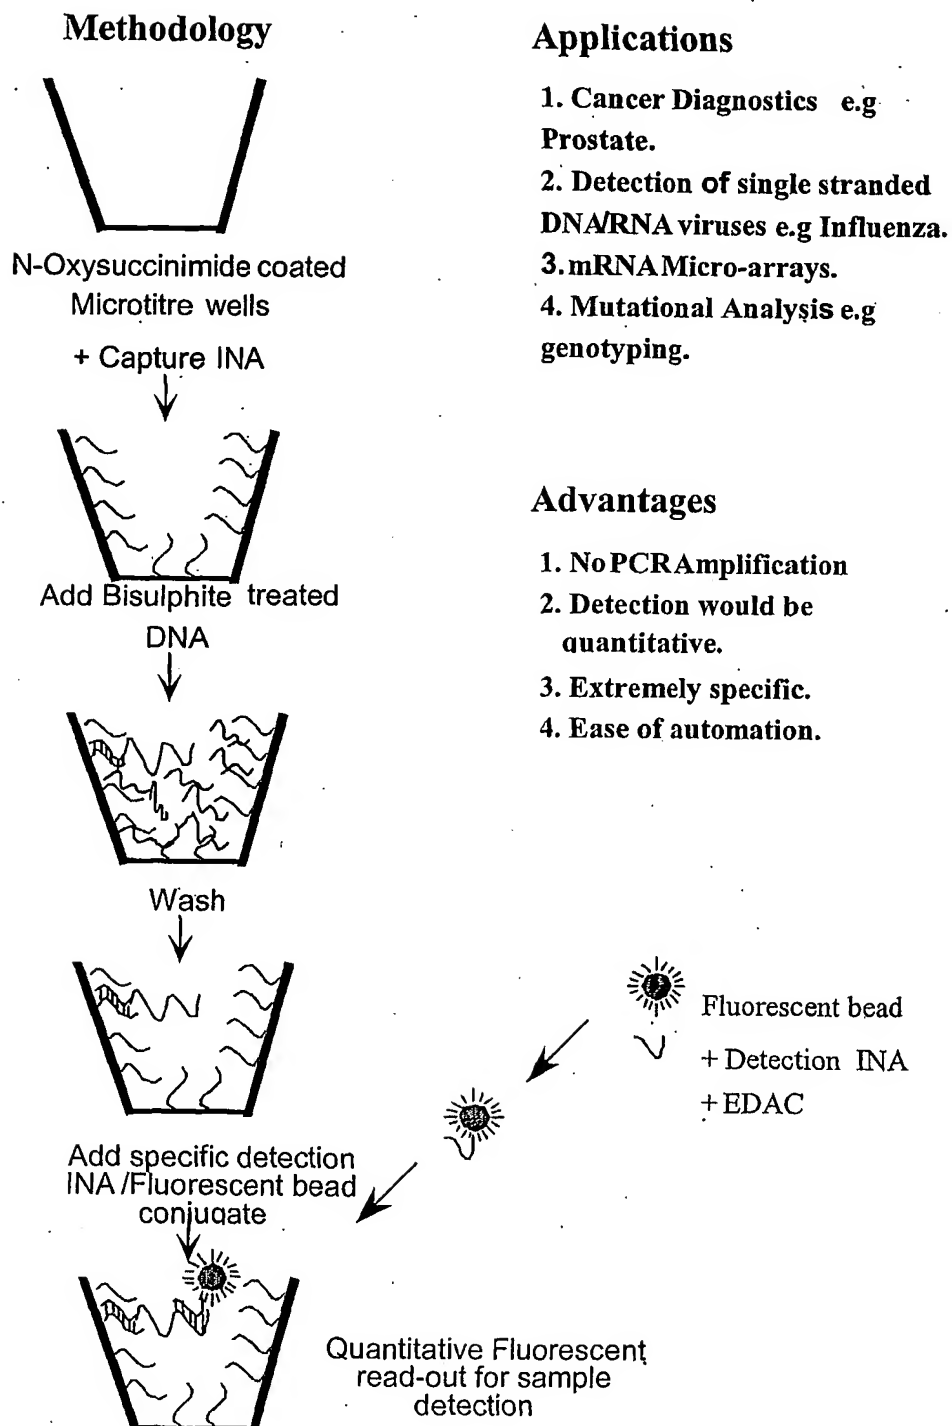 Methodology
N-Oxysuccinimide coated
Microtitre wells
+ Capture INA
Add Bisulphite treated
DNA
Wash
Add specific detection
INA/Fluorescent bead
conjugate
Fluorescent bead
+ Detection INA
+ EDAC
Quantitative Fluorescent
read-out for sample
detection
Applications
1. Cancer Diagnostics e.g
Prostate.
2. Detection of single stranded
DNA/RNA viruses e.g Influenza.
3. mRNA Micro-arrays.
4. Mutational Analysis e.g
genotyping.
Advantages
1. No PCR Amplification
2. Detection would be
quantitative.
3. Extremely specific.
4. Ease of automation.